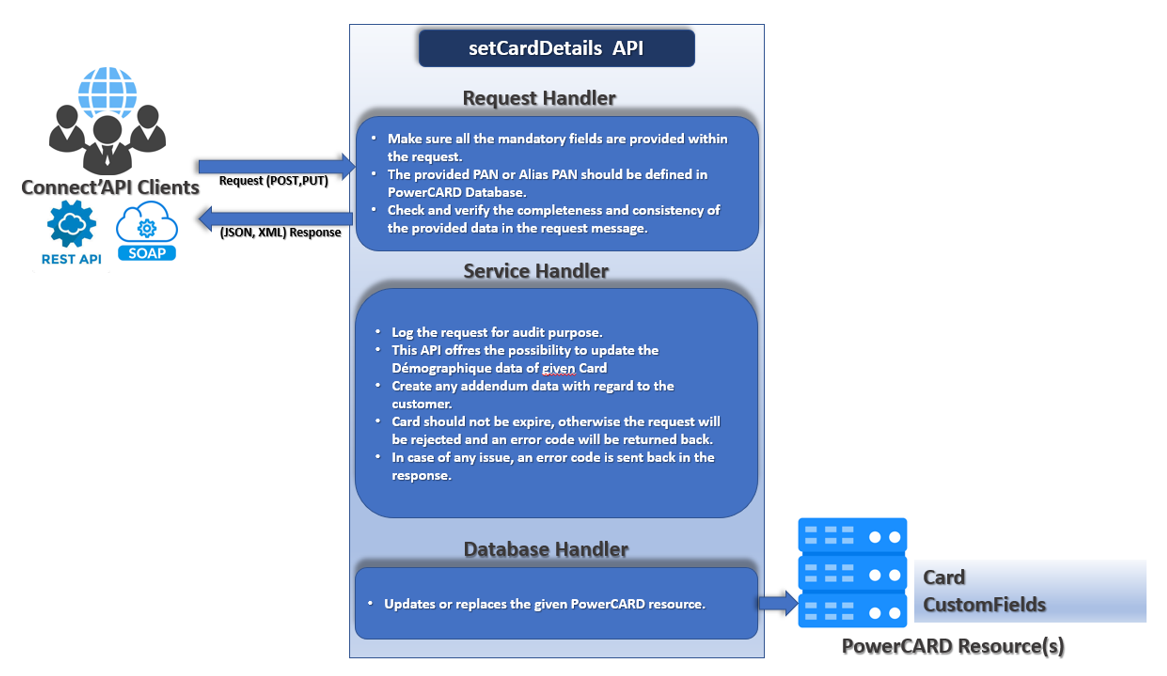 setCardDetails API
Request Handler
• Make sure all the mandatory fields are provided within
the request.
• The provided PAN or Alias PAN should be defined in
PowerCARD Database.
• Check and verify the completeness and consistency of
the provided data in the request message.
Connect'API Clients
REST API
SOAP
Request (POST,PUT)
(JSON, XML) Response
Service Handler
• Log the request for audit purpose.
• This API offres the possibility to update the
Démographique data of given Card
• Create any addendum data with regard to the
customer.
• Card should not be expire, otherwise the request will
be rejected and an error code will be returned back.
• In case of any issue, an error code is sent back in the
response.
Database Handler
• Updates or replaces the given PowerCARD resource.
Card
CustomFields
PowerCARD Resource(s)